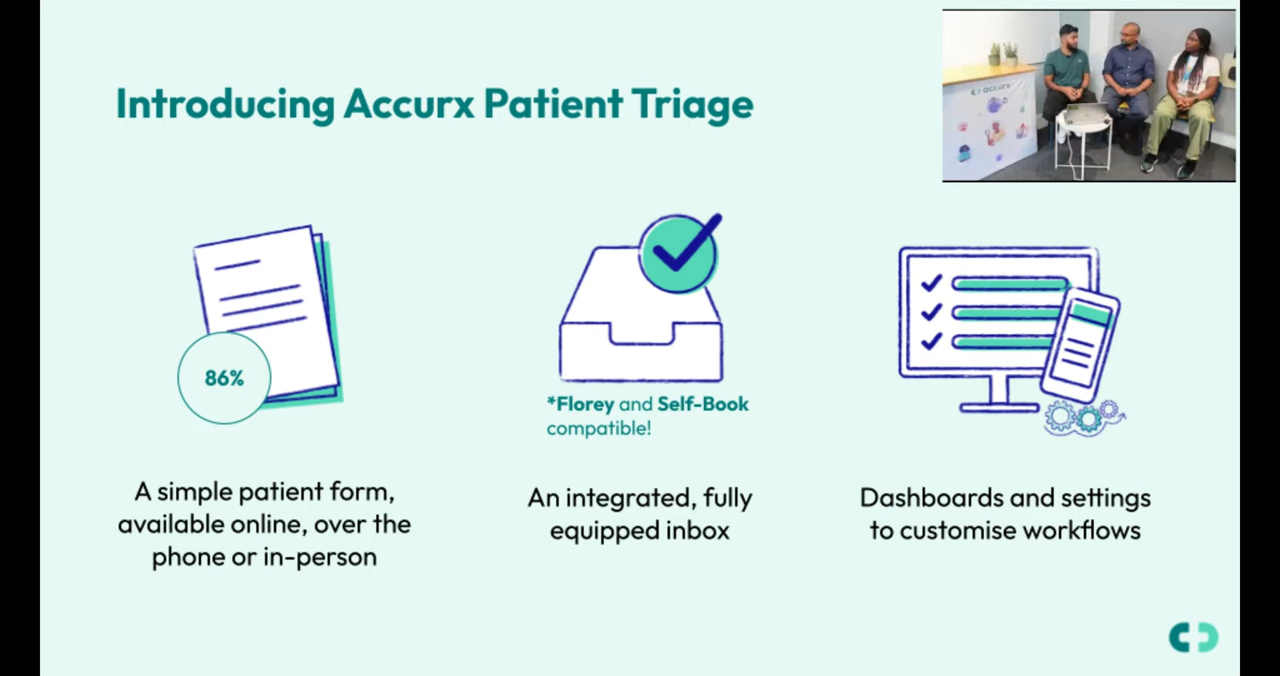 Introducing Accurx Patient Triage
accurx
86%
*Florey and Self-Book
compatible!
A simple patient form,
available online, over the
phone or in-person
An integrated, fully
equipped inbox
Dashboards and settings
to customise workflows